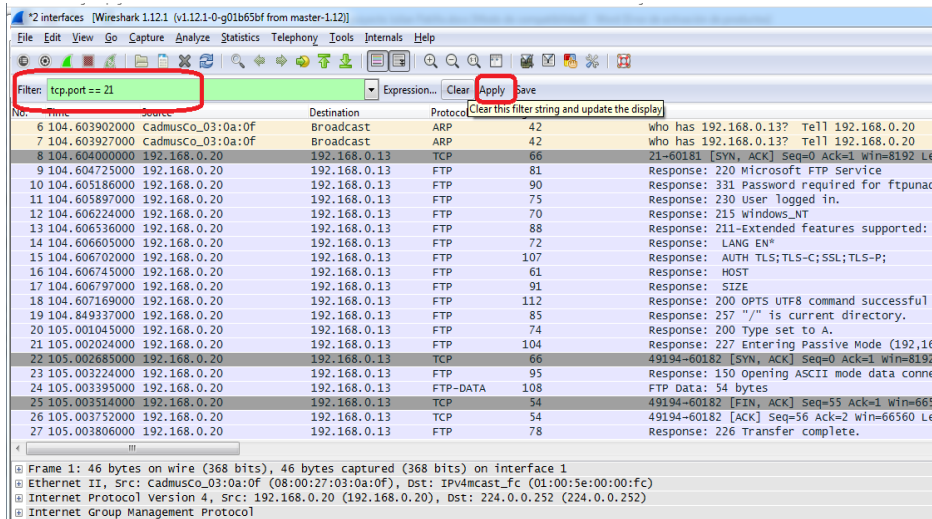 *2 interfaces [Wireshark 1.12.1 (v1.12.1-0-g01b65bf from master-1.12)]
File Edit View Go Capture Analyze Statistics Telephony Tools Internals Help
Filter: tcp.port == 21 Expression... Clear Apply Save
Clear this filter string and update the display
No. Time Source Destination Protocol
6 104.603902000 CadmusCo_03:0a:0f Broadcast ARP 42 Who has 192.168.0.13? Tell 192.168.0.20
7 104.603927000 CadmusCo_03:0a:0f Broadcast ARP 42 Who has 192.168.0.13? Tell 192.168.0.20
8 104.604000000 192.168.0.20 192.168.0.13 TCP 66 21→60181 [SYN, ACK] Seq=0 Ack=1 Win=8192 Le
9 104.604725000 192.168.0.20 192.168.0.13 FTP 81 Response: 220 Microsoft FTP Service
10 104.605186000 192.168.0.20 192.168.0.13 FTP 90 Response: 331 Password required for ftpunac
11 104.605897000 192.168.0.20 192.168.0.13 FTP 75 Response: 230 User logged in.
12 104.606224000 192.168.0.20 192.168.0.13 FTP 70 Response: 215 Windows_NT
13 104.606536000 192.168.0.20 192.168.0.13 FTP 88 Response: 211-Extended features supported:
14 104.606605000 192.168.0.20 192.168.0.13 FTP 72 Response: LANG EN*
15 104.606702000 192.168.0.20 192.168.0.13 FTP 107 Response: AUTH TLS;TLS-C;SSL;TLS-P;
16 104.606745000 192.168.0.20 192.168.0.13 FTP 61 Response: HOST
17 104.606797000 192.168.0.20 192.168.0.13 FTP 91 Response: SIZE
18 104.607169000 192.168.0.20 192.168.0.13 FTP 112 Response: 200 OPTS UTF8 command successful
19 104.849337000 192.168.0.20 192.168.0.13 FTP 85 Response: 257 "/" is current directory.
20 105.001045000 192.168.0.20 192.168.0.13 FTP 74 Response: 200 Type set to A.
21 105.002024000 192.168.0.20 192.168.0.13 FTP 104 Response: 227 Entering Passive Mode (192,16
22 105.002685000 192.168.0.20 192.168.0.13 TCP 66 49194→60182 [SYN, ACK] Seq=0 Ack=1 Win=8192
23 105.003224000 192.168.0.20 192.168.0.13 FTP 95 Response: 150 Opening ASCII mode data conne
24 105.003395000 192.168.0.20 192.168.0.13 FTP-DATA 108 FTP Data: 54 bytes
25 105.003514000 192.168.0.20 192.168.0.13 TCP 54 49194→60182 [FIN, ACK] Seq=55 Ack=1 Win=665
26 105.003752000 192.168.0.20 192.168.0.13 TCP 54 49194→60182 [ACK] Seq=56 Ack=2 Win=66560 Le
27 105.003806000 192.168.0.20 192.168.0.13 FTP 78 Response: 226 Transfer complete.
Frame 1: 46 bytes on wire (368 bits), 46 bytes captured (368 bits) on interface 1
Ethernet II, Src: CadmusCo_03:0a:0f (08:00:27:03:0a:0f), Dst: IPv4mcast_fc (01:00:5e:00:00:fc)
Internet Protocol Version 4, Src: 192.168.0.20 (192.168.0.20), Dst: 224.0.0.252 (224.0.0.252)
Internet Group Management Protocol